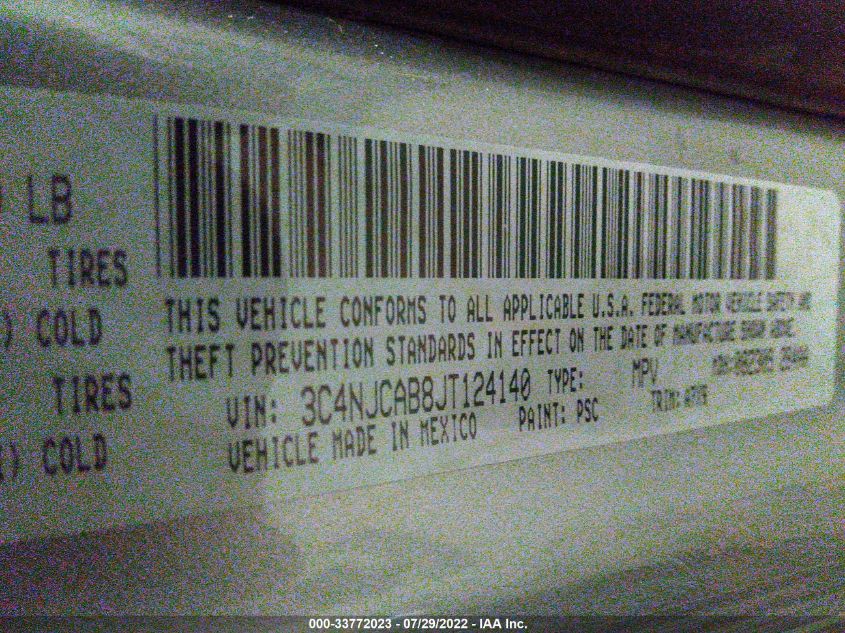 LB
TIRES
) COLD
TIRES
) COLD
THIS VEHICLE CONFORMS TO ALL APPLICABLE U.S.A. FEDERAL MOTOR VEHICLE SAFETY AND
THEFT PREVENTION STANDARDS IN EFFECT ON THE DATE OF MANUFACTURE SHOWN ABOVE.
VIN: 3C4NJCAB8JT124140 TYPE: MPV
VEHICLE MADE IN MEXICO PAINT: PSC TRIM:
000-33772023 - 07/29/2022 - IAA Inc.